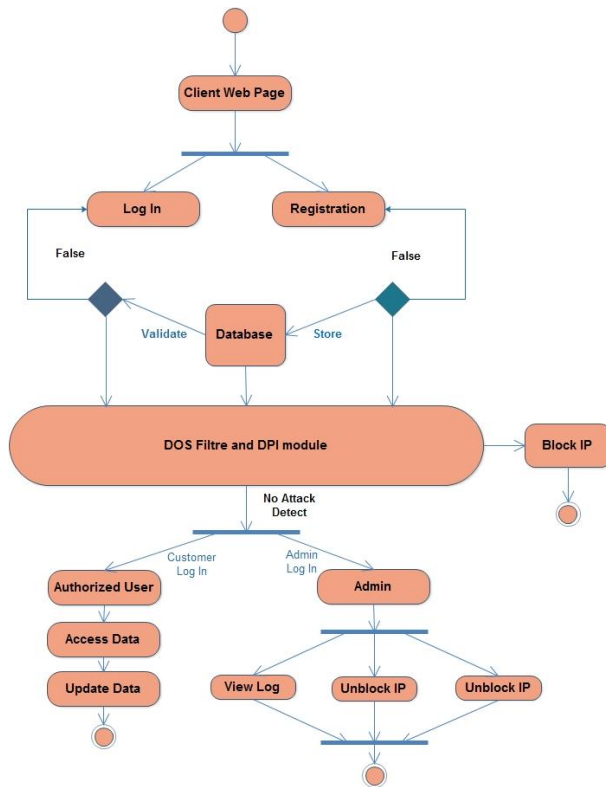 Client Web Page
Log In
Registration
False
False
Validate
Database
Store
DOS Filtre and DPI module
Block IP
No Attack
Detect
Customer
Log In
Admin
Log In
Authorized User
Admin
Access Data
Update Data
View Log
Unblock IP
Unblock IP